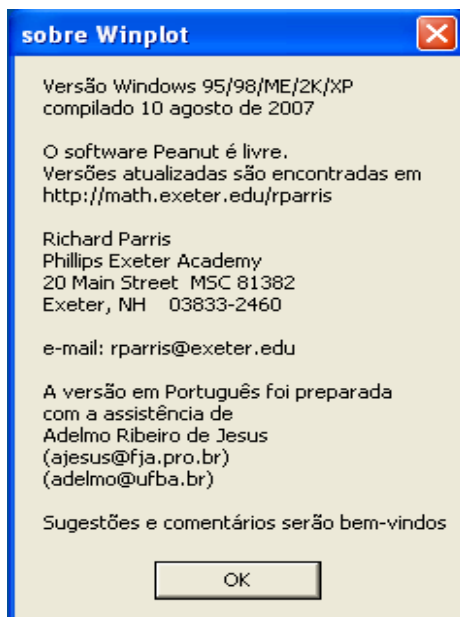 sobre Winplot
Versão Windows 95/98/ME/2K/XP
compilado 10 agosto de 2007
O software Peanut é livre.
Versões atualizadas são encontradas em
http://math.exeter.edu/rparris
Richard Parris
Phillips Exeter Academy
20 Main Street MSC 81382
Exeter, NH 03833-2460
e-mail: rparris@exeter.edu
A versão em Português foi preparada
com a assistência de
Adelmo Ribeiro de Jesus
(ajesus@fja.pro.br)
(adelmo@ufba.br)
Sugestões e comentários serão bem-vindos
OK